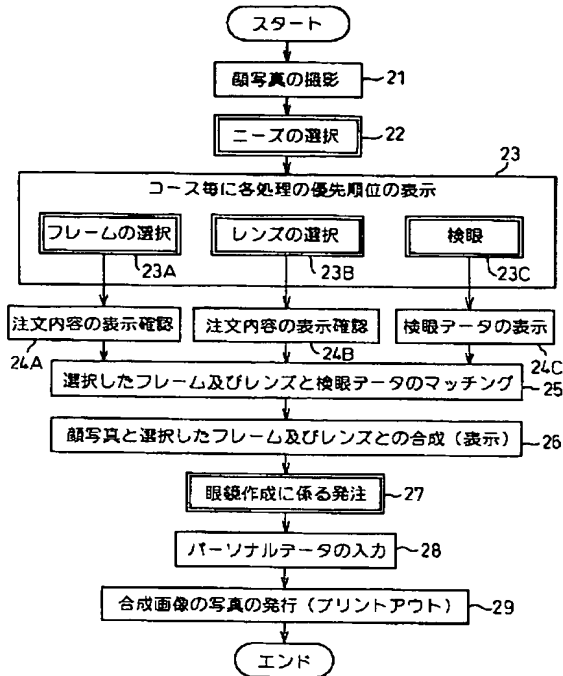 スタート
顔写真の撮影
21
ニーズの選択
22
23
コース毎に各処理の優先順位の表示
フレームの選択
レンズの選択
検眼
23A
23B
23C
注文内容の表示確認
注文内容の表示確認
検眼データの表示
24A
24B
24C
選択したフレーム及びレンズと検眼データのマッチング
25
顔写真と選択したフレーム及びレンズとの合成(表示)
26
眼鏡作成に係る発注
27
パーソナルデータの入力
28
合成画像の写真の発行(プリントアウト)
29
エンド